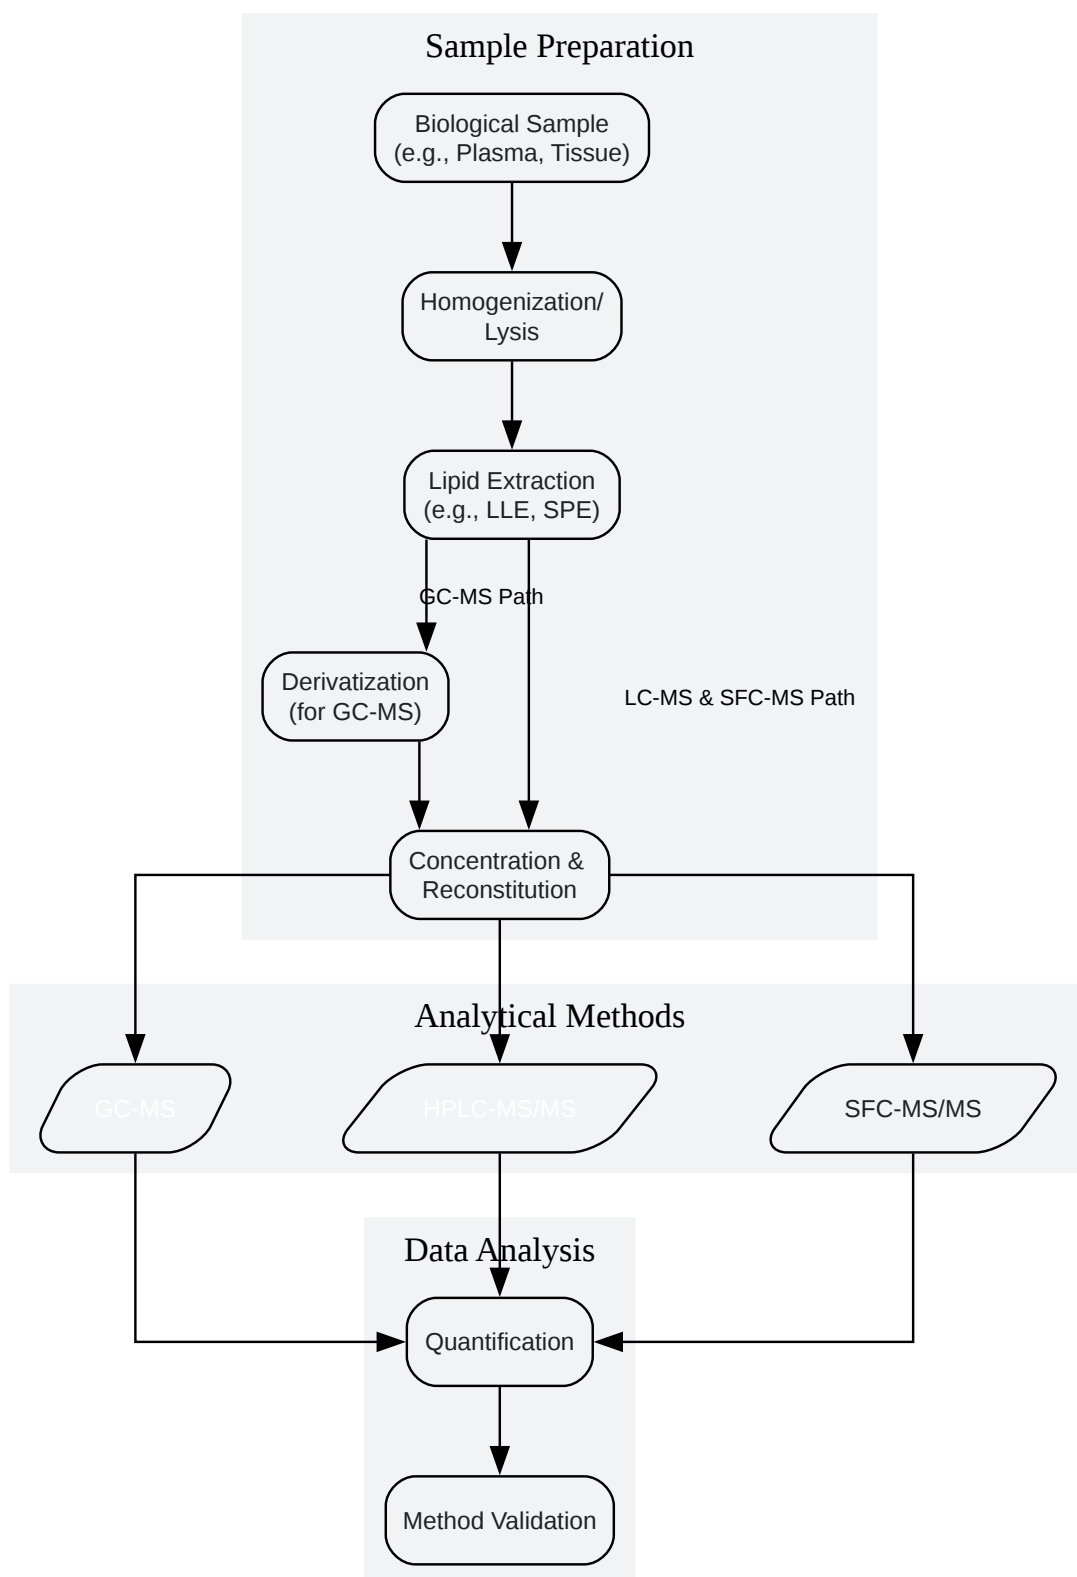 Sample Preparation
Biological Sample
(e.g., Plasma, Tissue)
Homogenization/
Lysis
Lipid Extraction
(e.g., LLE, SPE)
GC-MS Path
Derivatization
(for GC-MS)
LC-MS & SFC-MS Path
Concentration &
Reconstitution
Analytical Methods
GC-MS
HPLC-MS/MS
SFC-MS/MS
Data Analysis
Quantification
Method Validation